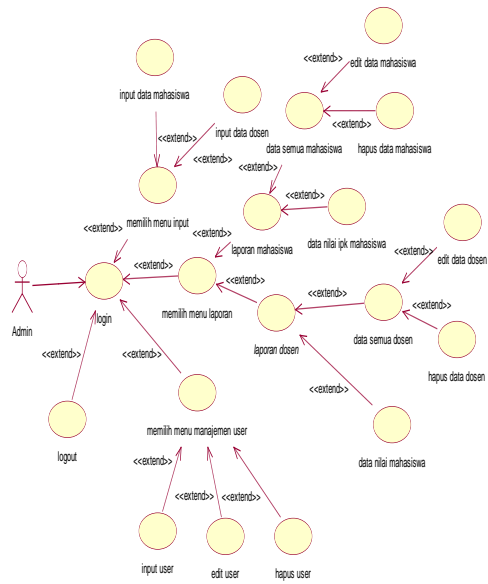 <<extend>>
edit data mahasiswa
input data mahasiswa
<<extend>>
input data dosen
<<extend>>
data semua mahasiswa
hapus data mahasiswa
<<extend>>
<<extend>>
<<extend>>
memilih menu input
<<extend>>
<<extend>>
laporan mahasiswa
data nilai ipk mahasiswa
<<extend>>
<<extend>>
edit data dosen
<<extend>>
<<extend>>
<<extend>>
<<extend>>
Admin
login
memilih menu laporan
laporan dosen
data semua dosen
<<extend>>
<<extend>>
hapus data dosen
<<extend>>
memilih menu manajemen user
logout
data nilai mahasiswa
<<extend>>
<<extend>>
<<extend>>
input user
edit user
hapus user